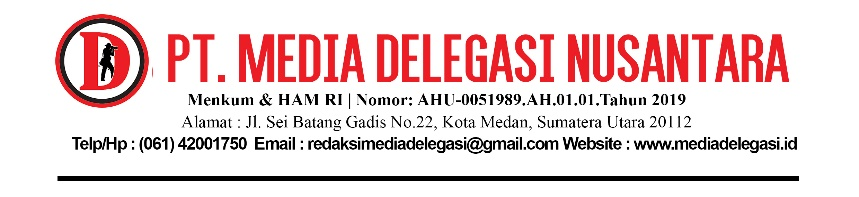 D PT. MEDIA DELEGASI NUSANTARA
Menkum & HAM RI | Nomor: AHU-0051989.AH.01.01.Tahun 2019
Alamat : Jl. Sei Batang Gadis No.22, Kota Medan, Sumatera Utara 20112
Telp/Hp : (061) 42001750 Email : redaksimediadelegasi@gmail.com Website : www.mediadelegasi.id